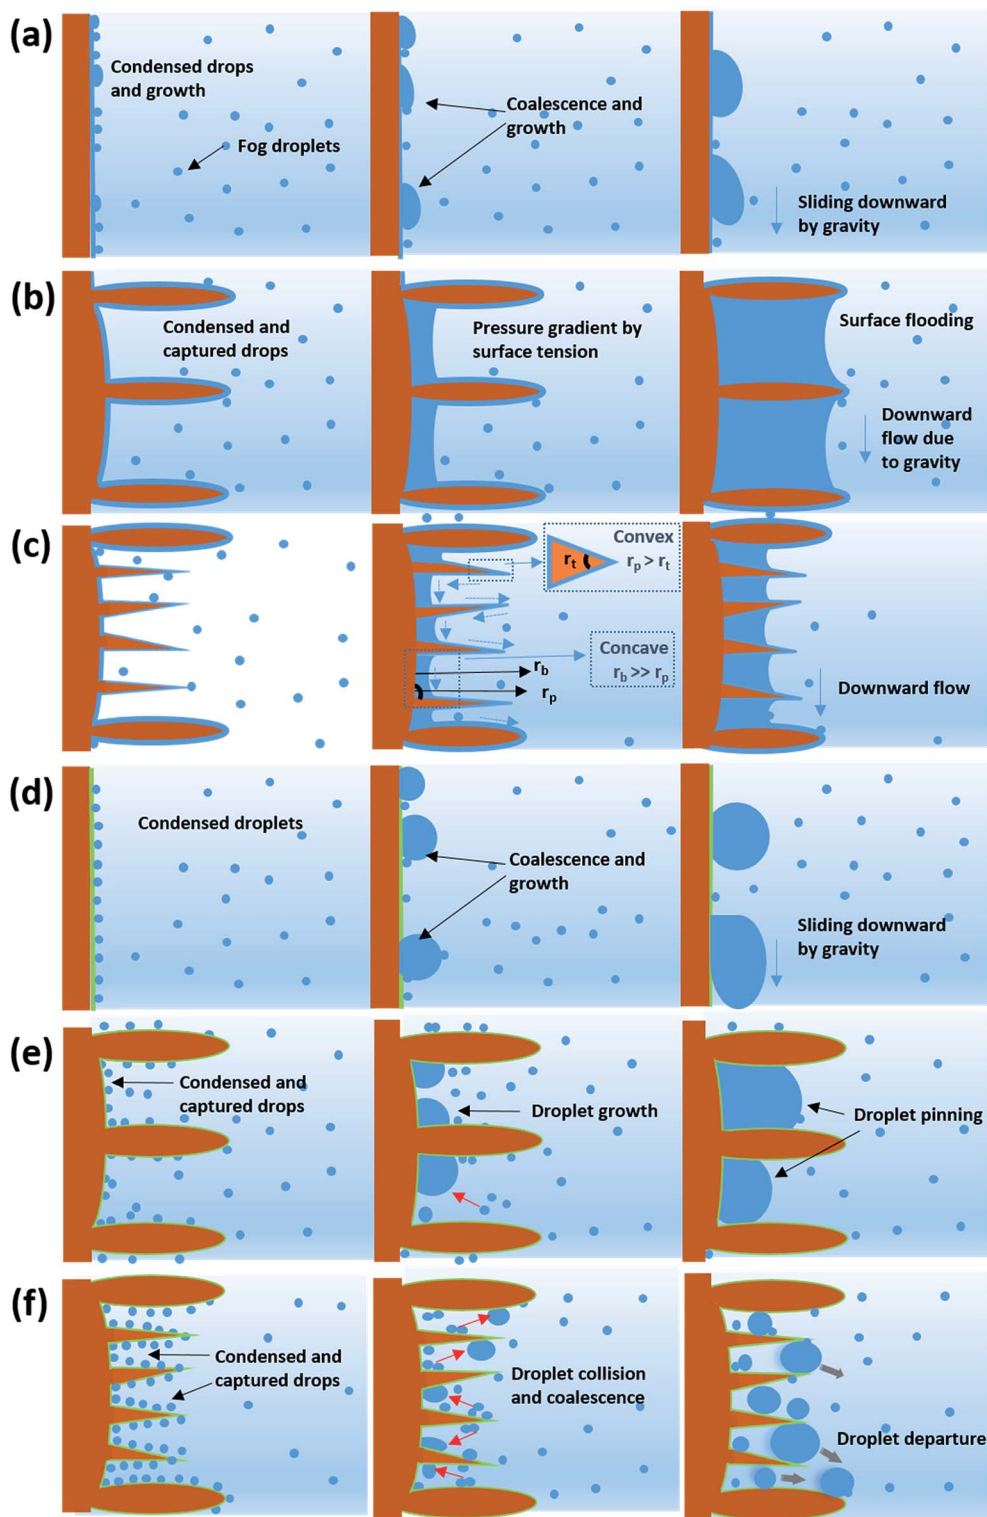 (a)
Condensed drops
and growth
Fog droplets
Coalescence and
growth
Sliding downward
by gravity
(b)
Condensed and
captured drops
Pressure gradient by
surface tension
Surface flooding
Downward
flow due
to gravity
(c)
Convex
rt
rp > rt
Concave
rb >> rp
rb
rp
Downward flow
(d)
Condensed droplets
Coalescence and
growth
Sliding downward
by gravity
(e)
Condensed and
captured drops
Droplet growth
Droplet pinning
(f)
Condensed and
captured drops
Droplet collision
and coalescence
Droplet departure